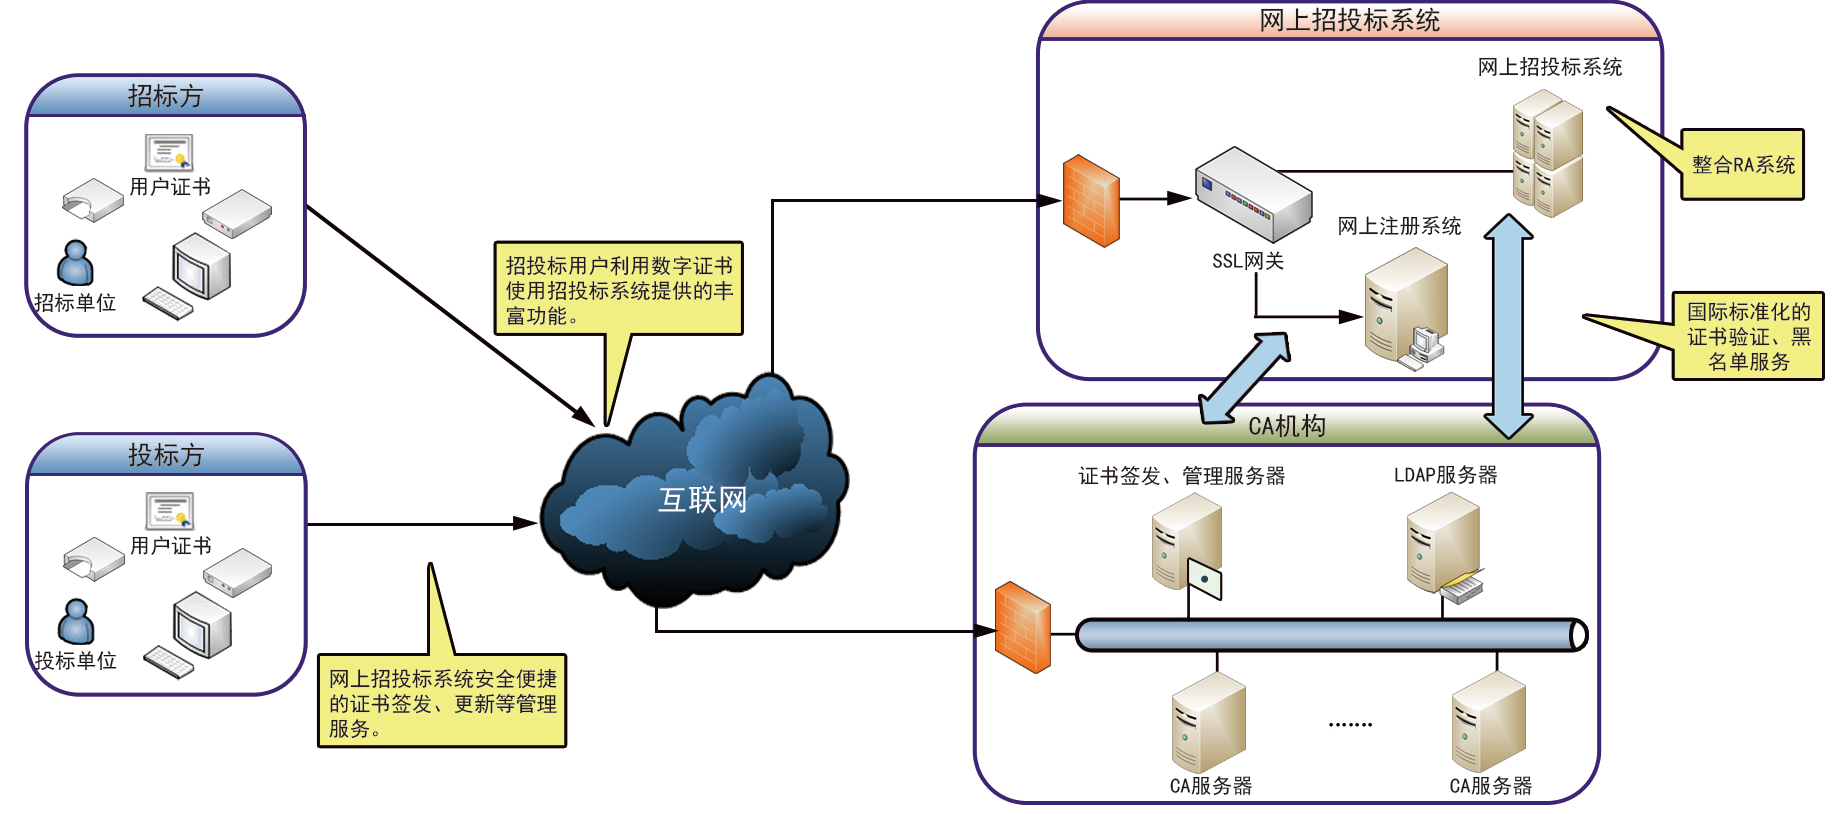 招标方
用户证书
招标单位
投标方
用户证书
投标单位
招投标用户利用数字证书
使用招投标系统提供的丰
富功能。
网上招投标系统安全便捷
的证书签发、更新等管理
服务。
互联网
网上招投标系统
网上招投标系统
整合RA系统
SSL网关
网上注册系统
国际标准化的
证书验证、黑
名单服务
CA机构
证书签发、管理服务器
LDAP服务器
CA服务器
.......
CA服务器